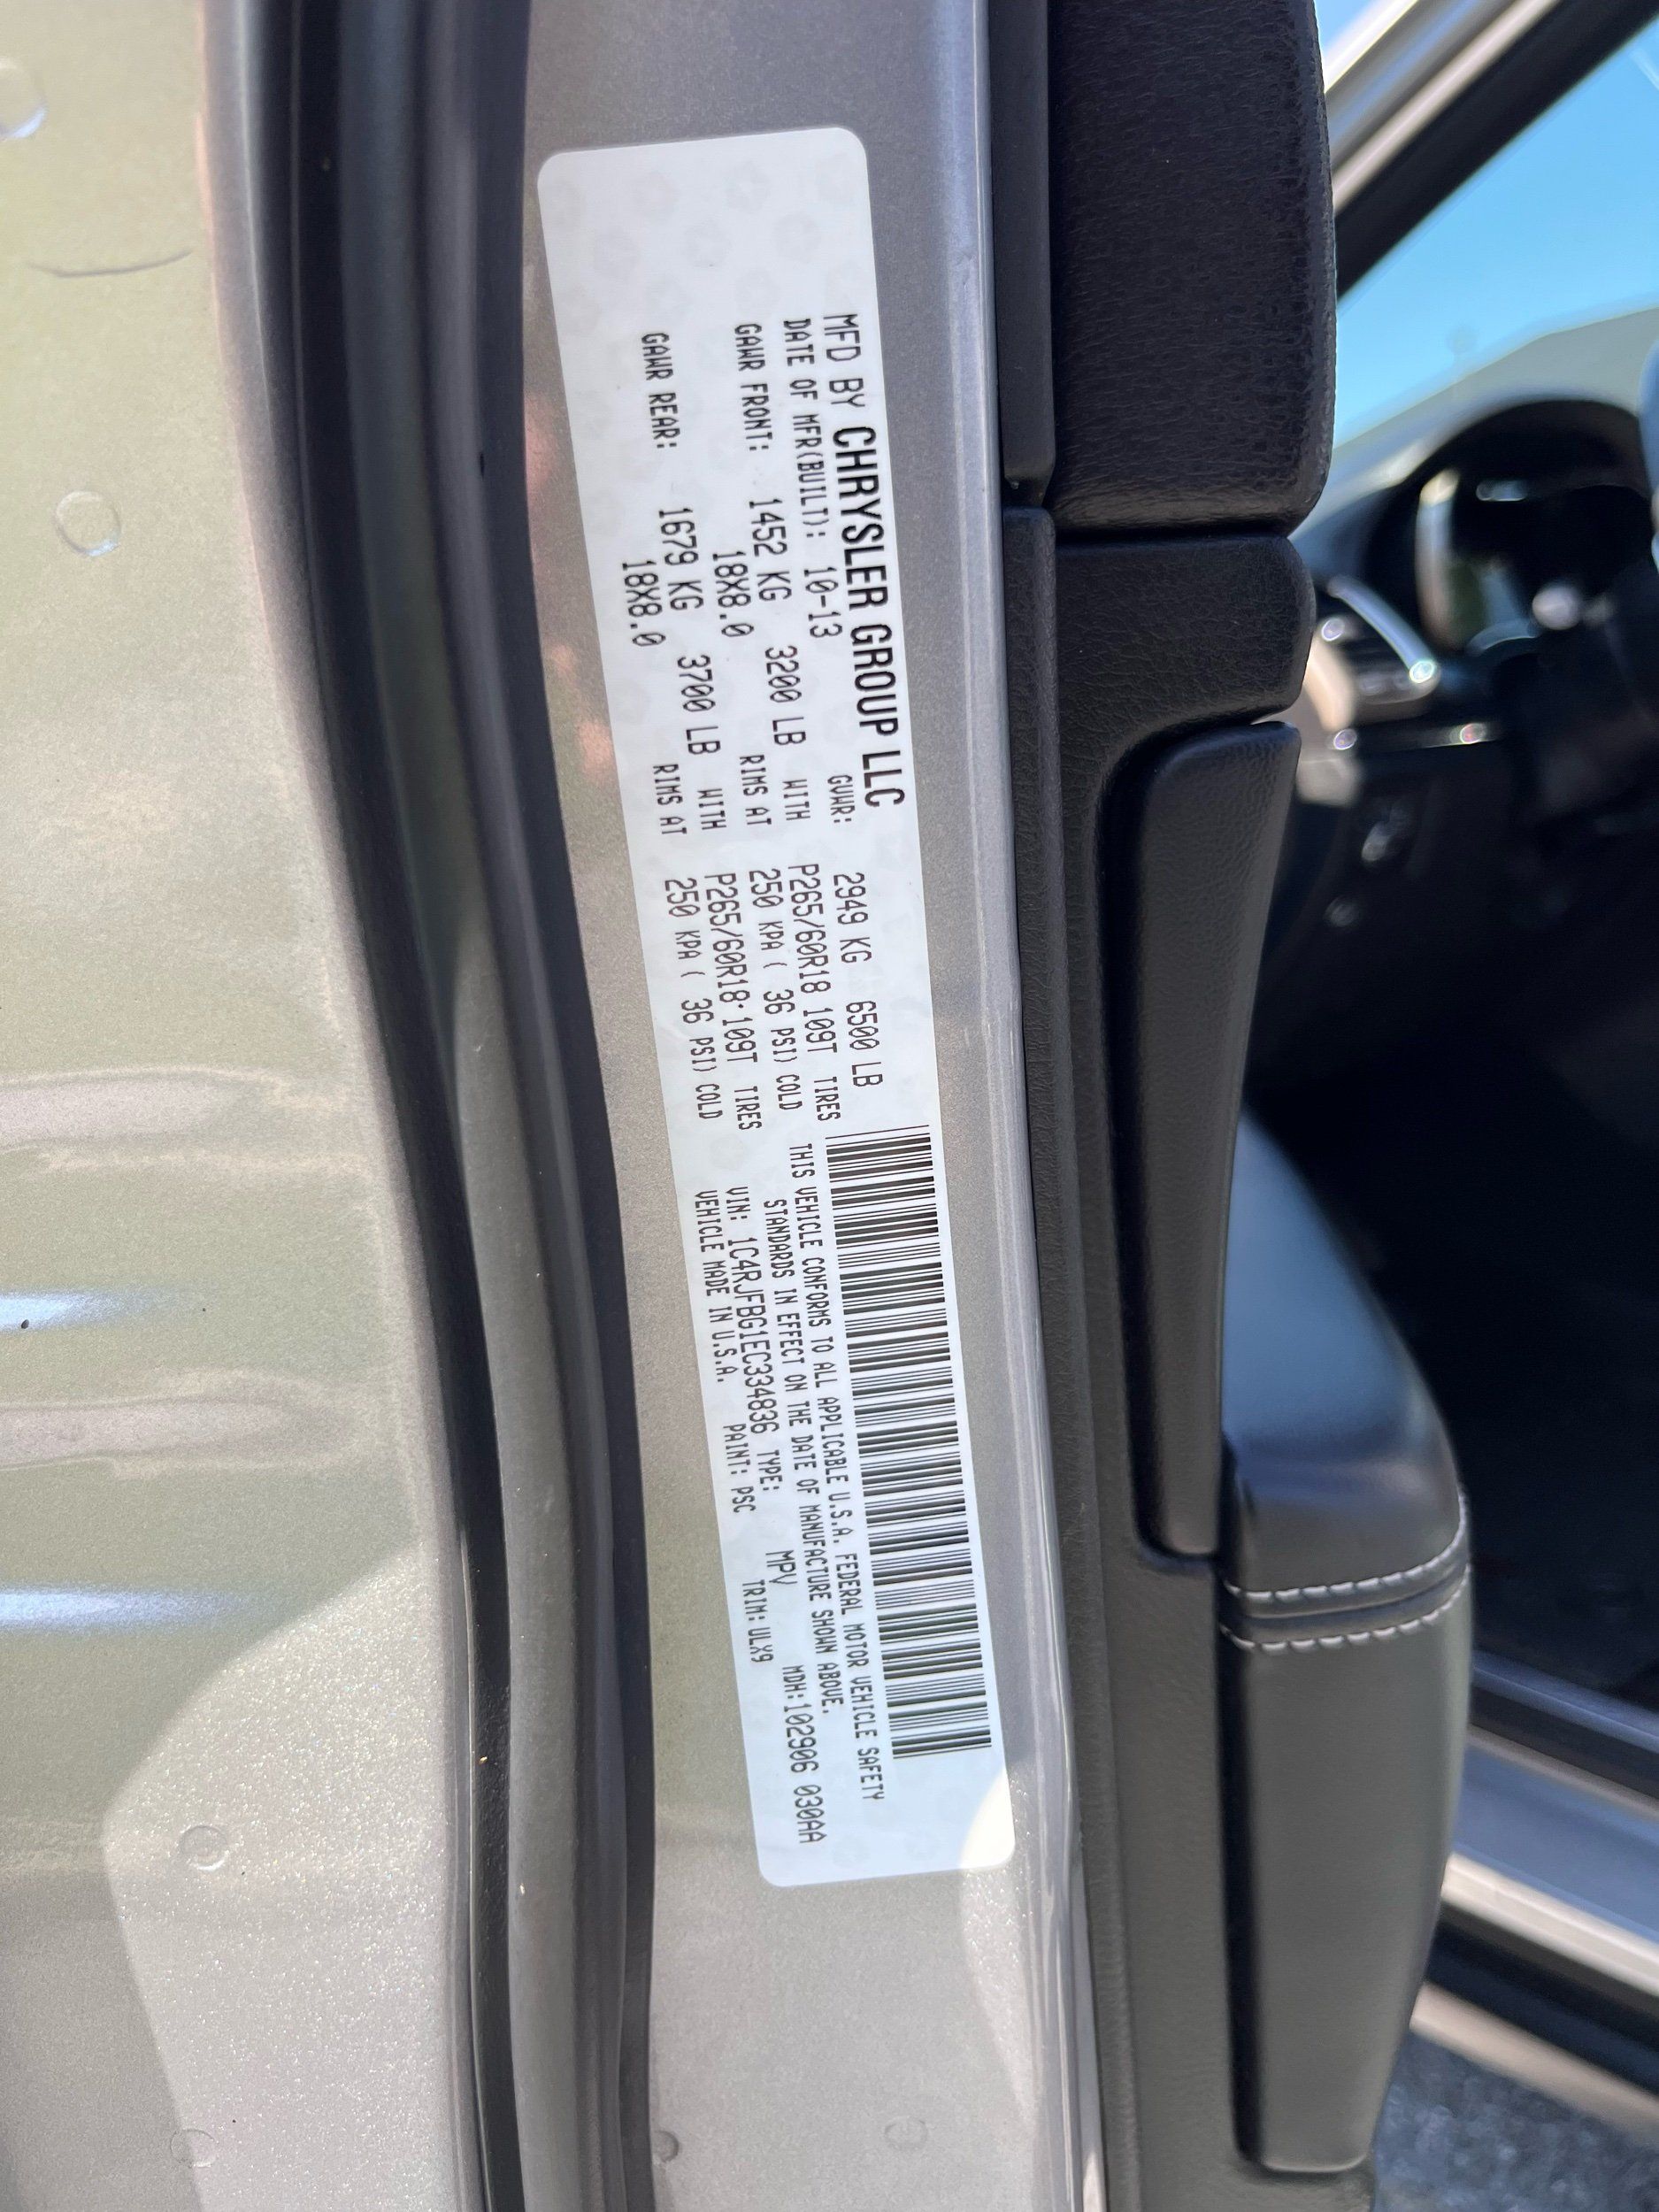 MFD BY CHRYSLER GROUP LLC
DATE OF MFR(BUILT): 10-13 GVWR: 2949 KG 6500 LB
GAWR FRONT: 1452 KG 3200 LB WITH P265/60R18 109T TIRES
18X8.0 RIMS AT 250 KPA ( 36 PSI) COLD
GAWR REAR: 1679 KG 3700 LB WITH P265/60R18 109T TIRES
18X8.0 RIMS AT 250 KPA ( 36 PSI) COLD
THIS VEHICLE CONFORMS TO ALL APPLICABLE U.S.A. FEDERAL MOTOR VEHICLE SAFETY
STANDARDS IN EFFECT ON THE DATE OF MANUFACTURE SHOWN ABOVE.
VIN: 1C4RJFBG1EC334836 TYPE: MPV MDH:102906 030AA
VEHICLE MADE IN U.S.A. PAINT: PSC TRIM: ULX9